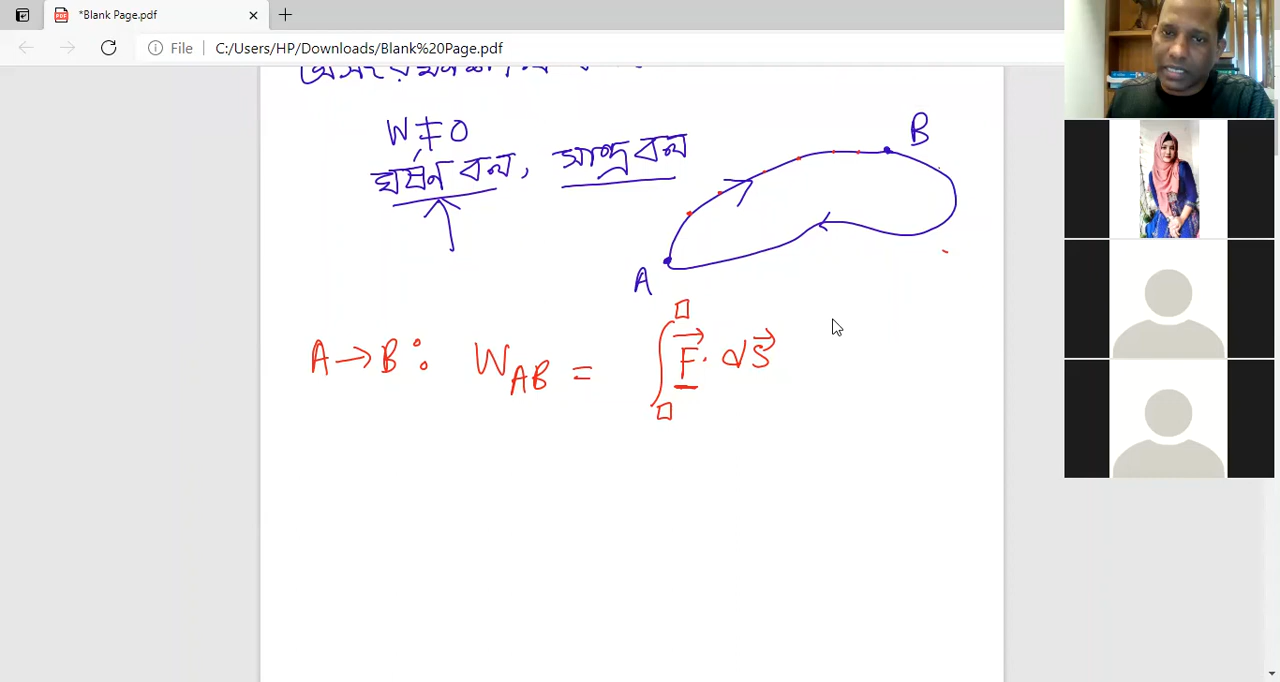 *Blank Page.pdf
File C:/Users/HP/Downloads/Blank%20Page.pdf
W ≠ 0
ঘর্ষণ বল, সান্দ্র বল
B
A
A → B : W_AB = ∫ F⃗ · dS⃗